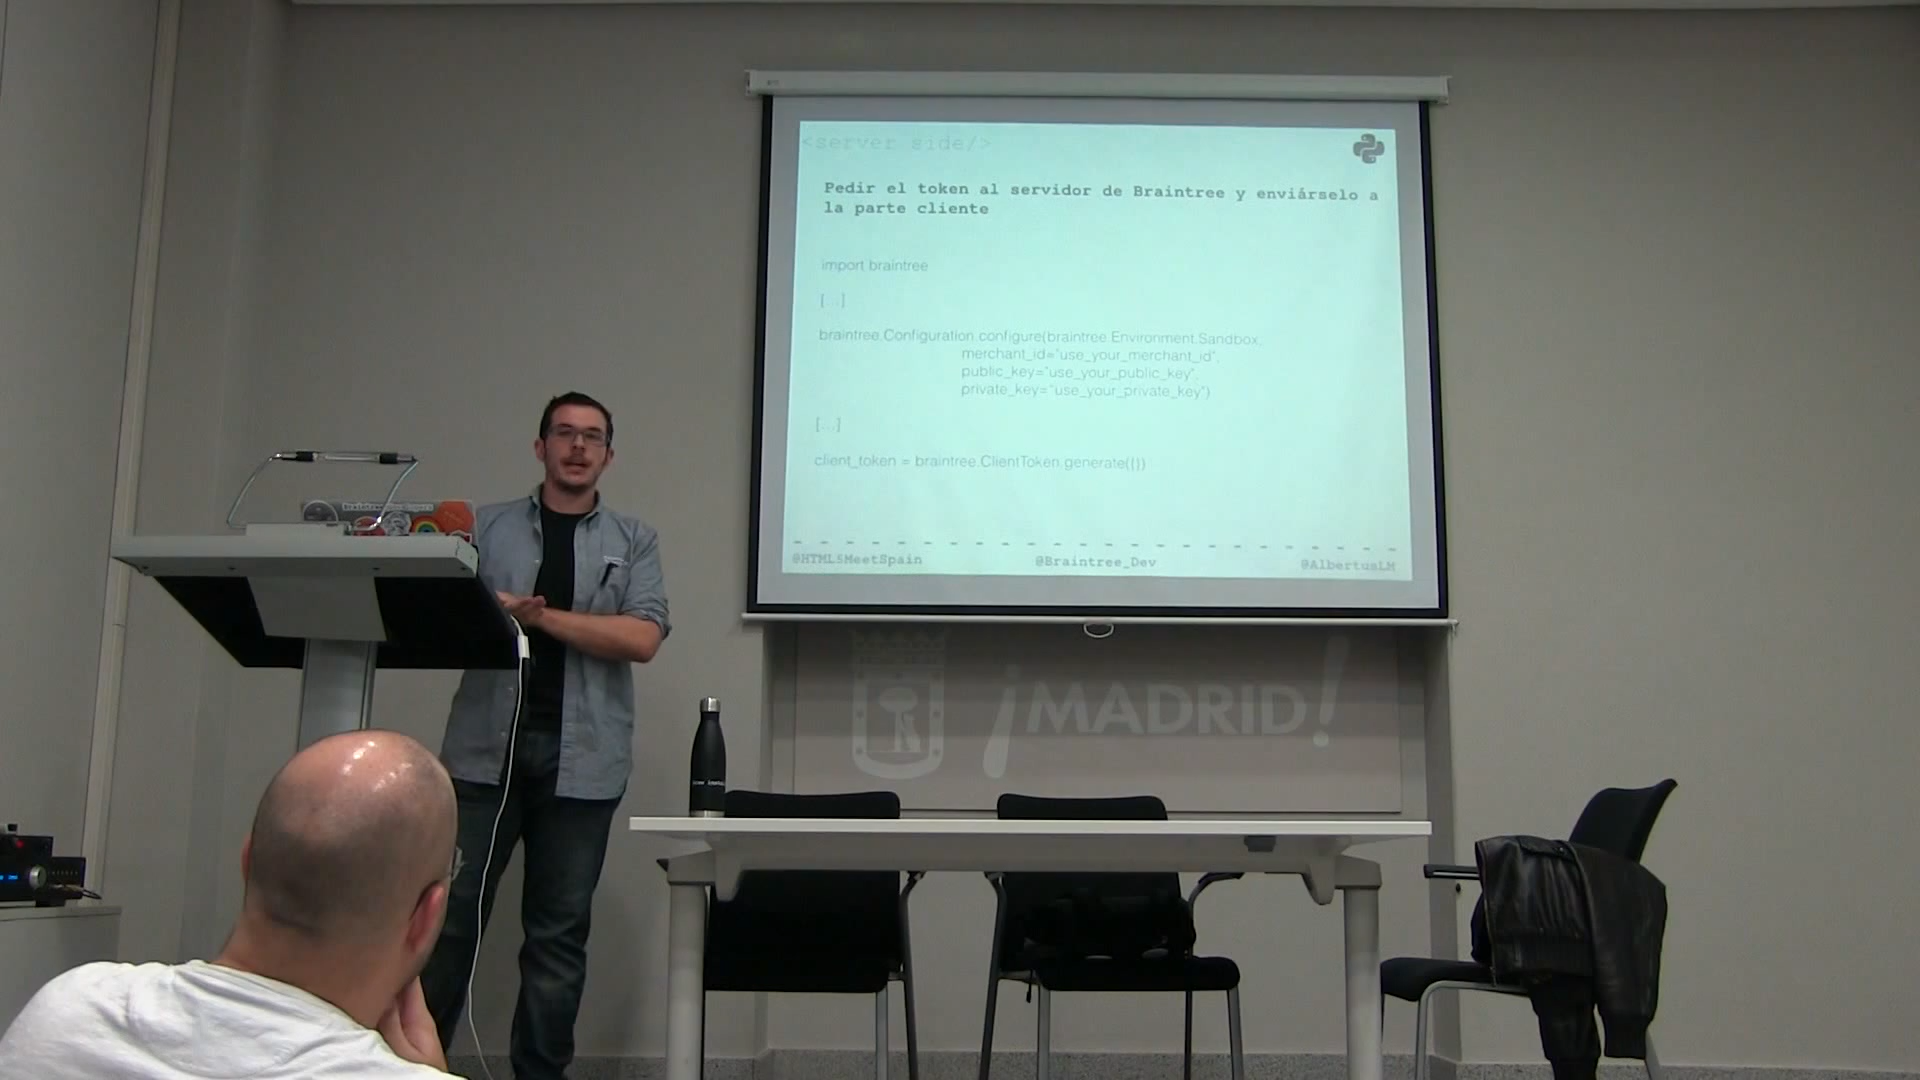 <server side/>
Pedir el token al servidor de Braintree y enviárselo a
la parte cliente
import braintree
[...]
braintree.Configuration.configure(braintree.Environment.Sandbox,
merchant_id="use_your_merchant_id",
public_key="use_your_public_key",
private_key="use_your_private_key")
[...]
client_token = braintree.ClientToken.generate({})
@HTML5MeetSpain @Braintree_Dev @AlbertusLM
¡MADRID!